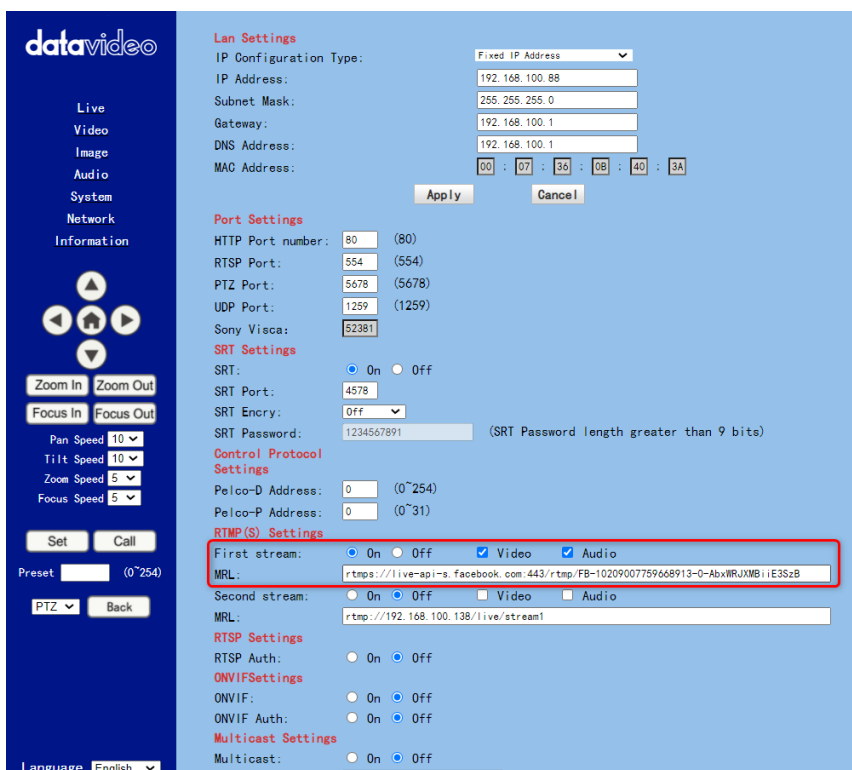 datavideo
Live
Video
Image
Audio
System
Network
Information
Zoom In Zoom Out
Focus In Focus Out
Pan Speed 10
Tilt Speed 10
Zoom Speed 5
Focus Speed 5
Set Call
Preset (0~254)
PTZ Back
Language English
Lan Settings
IP Configuration Type: Fixed IP Address
IP Address: 192.168.100.88
Subnet Mask: 255.255.255.0
Gateway: 192.168.100.1
DNS Address: 192.168.100.1
MAC Address: 00 : 07 : 36 : 0B : 40 : 3A
Apply Cancel
Port Settings
HTTP Port number: 80 (80)
RTSP Port: 554 (554)
PTZ Port: 5678 (5678)
UDP Port: 1259 (1259)
Sony Visca: 52381
SRT Settings
SRT: On Off
SRT Port: 4578
SRT Encry: Off
SRT Password: 1234567891 (SRT Password length greater than 9 bits)
Control Protocol
Settings
Pelco-D Address: 0 (0~254)
Pelco-P Address: 0 (0~31)
RTMP(S) Settings
First stream: On Off Video Audio
MRL: rtmps://live-api-s.facebook.com:443/rtmp/FB-10209007759668913-0-AbxWRJXMBiiE3SzB
Second stream: On Off Video Audio
MRL: rtmp://192.168.100.138/live/stream1
RTSP Settings
RTSP Auth: On Off
ONVIFSettings
ONVIF: On Off
ONVIF Auth: On Off
Multicast Settings
Multicast: On Off